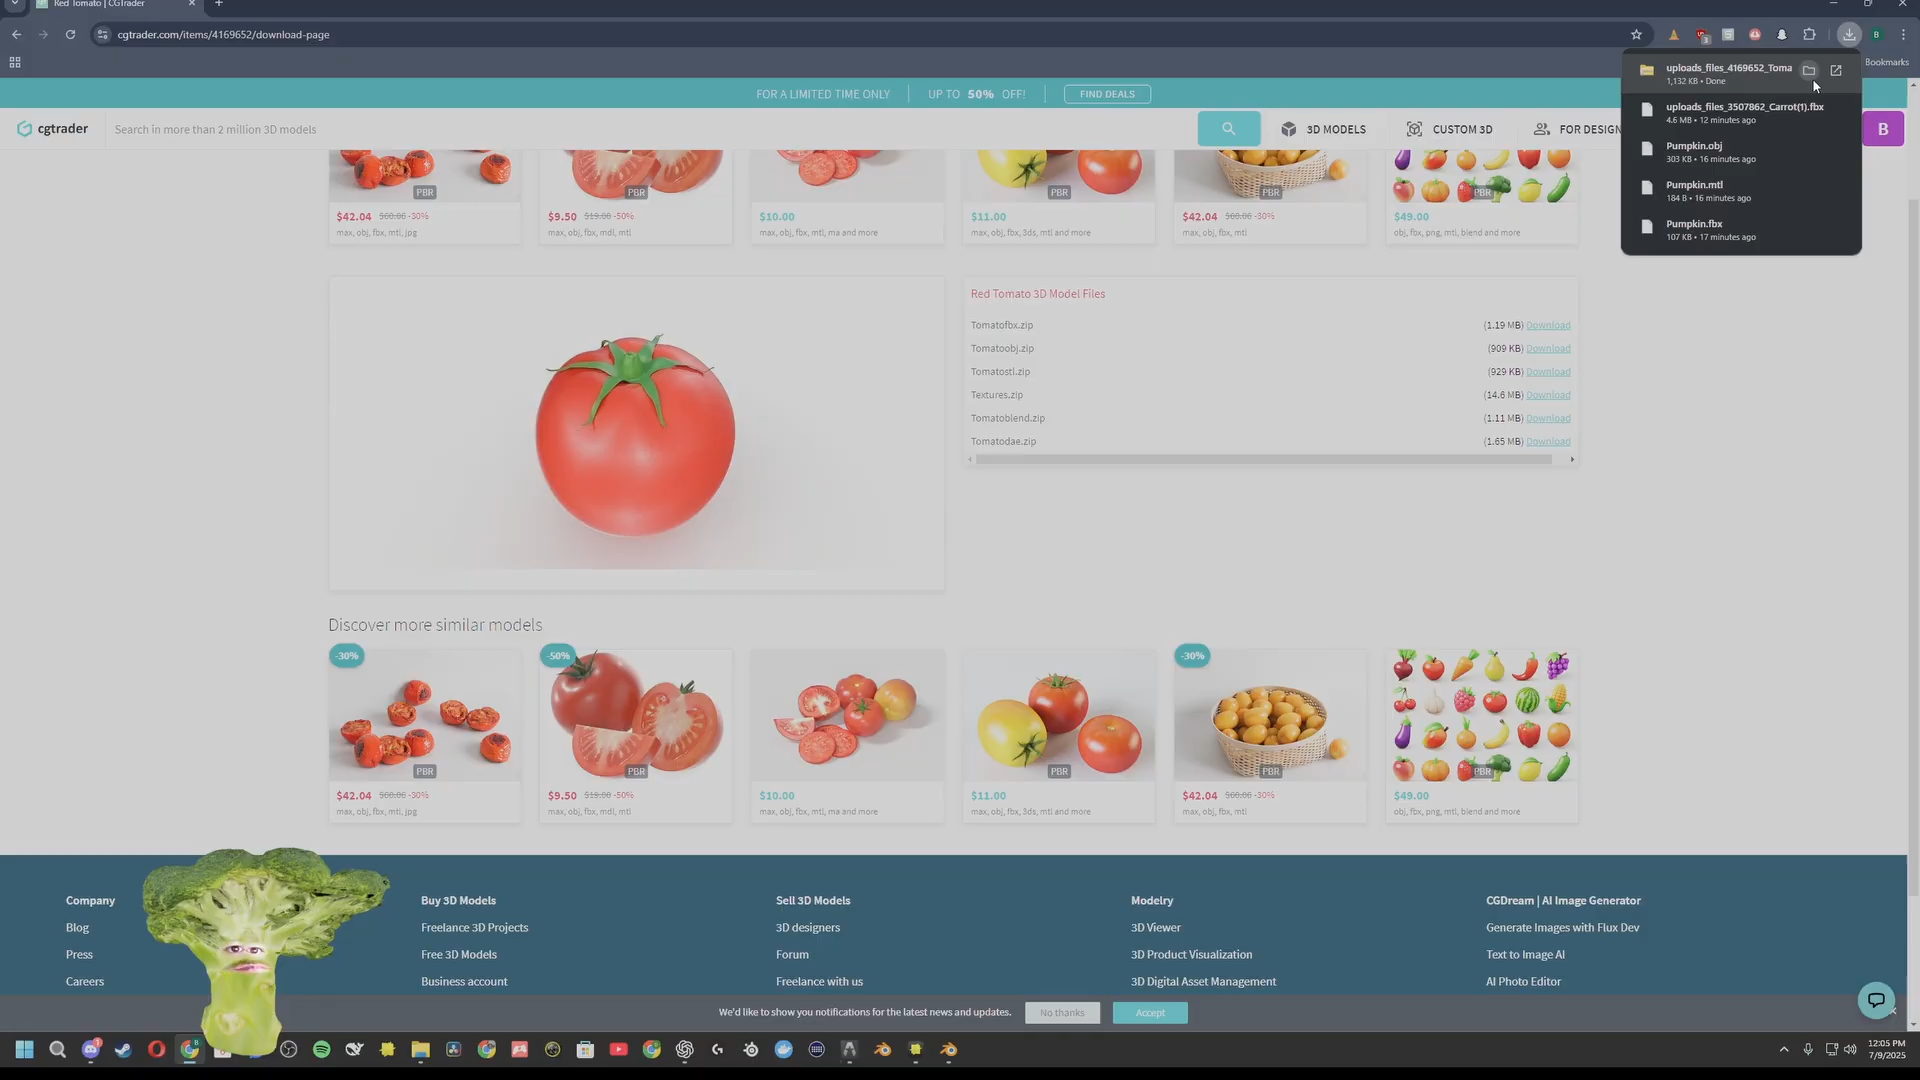 Red Tomato | CGTrader
cgtrader.com/items/4169652/download-page
B
Bookmarks
uploads_files_4169652_Toma
1,132 KB • Done
uploads_files_3507862_Carrot(1).fbx
4.6 MB • 12 minutes ago
Pumpkin.obj
303 KB • 16 minutes ago
Pumpkin.mtl
184 B • 16 minutes ago
Pumpkin.fbx
107 KB • 17 minutes ago
FOR A LIMITED TIME ONLY
UP TO 50% OFF!
FIND DEALS
cgtrader
Search in more than 2 million 3D models
3D MODELS
CUSTOM 3D
FOR DESIGN
B
PBR
PBR
PBR
PBR
PBR
$42.04 $60.06 -30%
max, obj, fbx, mtl, jpg
$9.50 $19.00 -50%
max, obj, fbx, mdl, mtl
$10.00
max, obj, fbx, mtl, ma and more
$11.00
max, obj, fbx, 3ds, mtl and more
$42.04 $60.06 -30%
max, obj, fbx, mtl
$49.00
obj, fbx, png, mtl, blend and more
Red Tomato 3D Model Files
Tomatofbx.zip (1.19 MB) Download
Tomatoobj.zip (909 KB) Download
Tomatostl.zip (929 KB) Download
Textures.zip (14.6 MB) Download
Tomatoblend.zip (1.11 MB) Download
Tomatodae.zip (1.65 MB) Download
Discover more similar models
-30%
-50%
-30%
PBR
PBR
PBR
PBR
PBR
$42.04 $60.06 -30%
max, obj, fbx, mtl, jpg
$9.50 $19.00 -50%
max, obj, fbx, mdl, mtl
$10.00
max, obj, fbx, mtl, ma and more
$11.00
max, obj, fbx, 3ds, mtl and more
$42.04 $60.06 -30%
max, obj, fbx, mtl
$49.00
obj, fbx, png, mtl, blend and more
Company
Blog
Press
Careers
Buy 3D Models
Freelance 3D Projects
Free 3D Models
Business account
Sell 3D Models
3D designers
Forum
Freelance with us
Modelry
3D Viewer
3D Product Visualization
3D Digital Asset Management
CGDream | AI Image Generator
Generate Images with Flux Dev
Text to Image AI
AI Photo Editor
We'd like to show you notifications for the latest news and updates.
No thanks
Accept
12:05 PM
7/9/2025